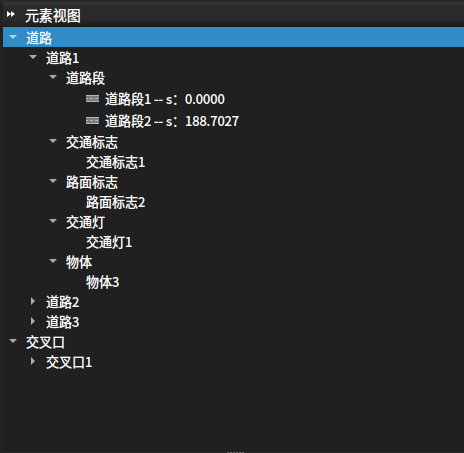 元素视图
道路
道路1
道路段
道路段1 -- s：0.0000
道路段2 -- s：188.7027
交通标志
交通标志1
路面标志
路面标志2
交通灯
交通灯1
物体
物体3
道路2
道路3
交叉口
交叉口1